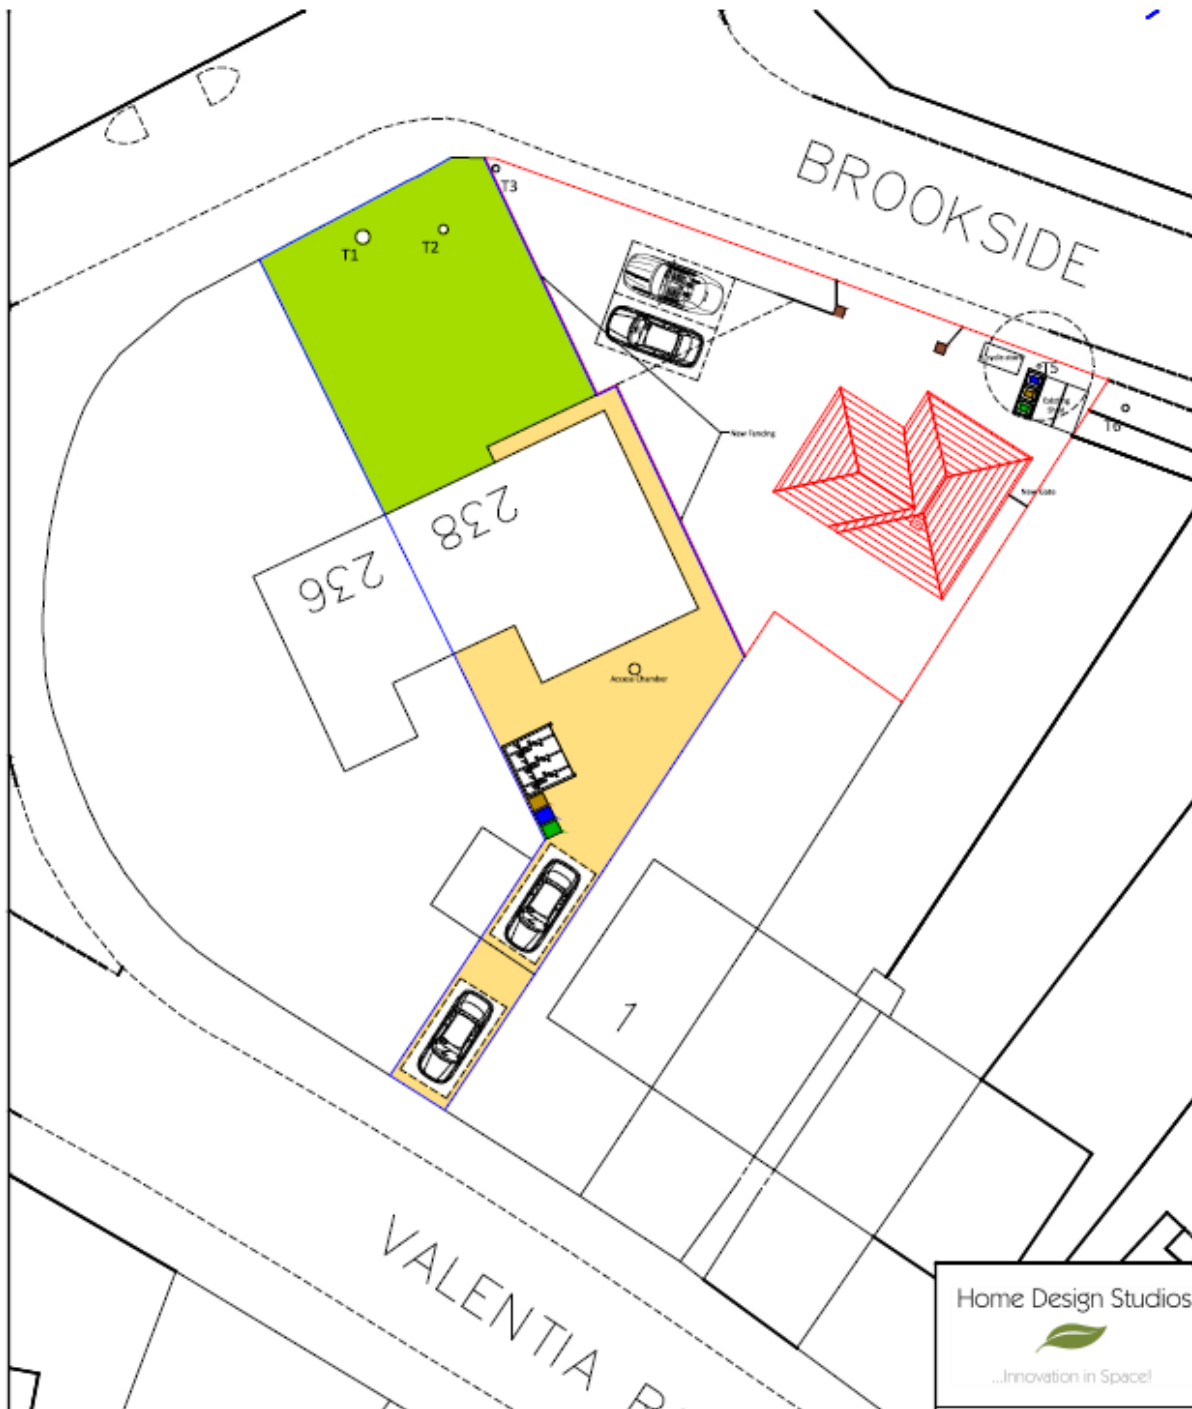 BROOKSIDE
T3
T1
T2
T5
Existing
T6
New Fencing
New Gate
238
236
Access Chamber
1
VALENTIA
Home Design Studios
...Innovation in Space!